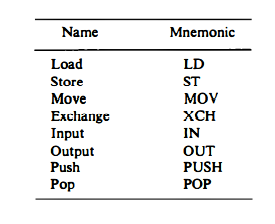 Name Mnemonic
Load LD
Store ST
Move MOV
Exchange XCH
Input IN
Output OUT
Push PUSH
Pop POP